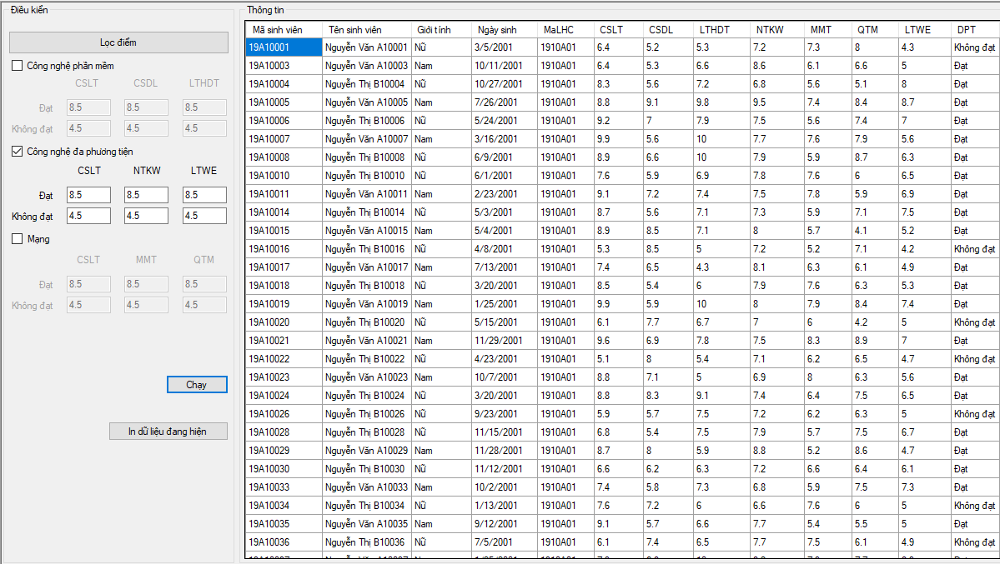 Điều kiển
Lọc điểm
Công nghệ phần mềm
CSLT CSDL LTHDT
Đạt 8.5 8.5 8.5
Không đạt 4.5 4.5 4.5
Công nghệ đa phương tiện
CSLT NTKW LTWE
Đạt 8.5 8.5 8.5
Không đạt 4.5 4.5 4.5
Mạng
CSLT MMT QTM
Đạt 8.5 8.5 8.5
Không đạt 4.5 4.5 4.5
Chạy
In dữ liệu đang hiện
Thông tin
Mã sinh viên Tên sinh viên Giới tính Ngày sinh MaLHC CSLT CSDL LTHDT NTKW MMT QTM LTWE DPT
19A10001 Nguyễn Văn A10001 Nữ 3/5/2001 1910A01 6.4 5.2 5.3 7.2 7.3 8 4.3 Không đạt
19A10003 Nguyễn Văn A10003 Nam 10/11/2001 1910A01 6.4 5.3 6.6 8.6 6.1 6.6 5 Đạt
19A10004 Nguyễn Thị B10004 Nữ 10/27/2001 1910A01 8.3 5.6 7.2 6.8 5.6 5.1 8 Đạt
19A10005 Nguyễn Văn A10005 Nam 7/26/2001 1910A01 8.8 9.1 9.8 9.5 7.4 8.4 8.7 Đạt
19A10006 Nguyễn Thị B10006 Nữ 5/24/2001 1910A01 9.2 7 7.9 7.5 5.6 7.4 7 Đạt
19A10007 Nguyễn Văn A10007 Nam 3/16/2001 1910A01 9.9 5.6 10 7.7 7.6 7.9 5.6 Đạt
19A10008 Nguyễn Thị B10008 Nữ 6/9/2001 1910A01 8.9 6.6 10 7.9 5.9 8.7 6.3 Đạt
19A10010 Nguyễn Thị B10010 Nữ 6/1/2001 1910A01 7.6 5.9 6.9 7.8 7.6 6 6.5 Đạt
19A10011 Nguyễn Văn A10011 Nam 2/23/2001 1910A01 9.1 7.2 7.4 7.5 7.8 5.9 6.9 Đạt
19A10014 Nguyễn Thị B10014 Nữ 5/3/2001 1910A01 8.7 5.6 7.1 7.3 5.9 7.1 7.5 Đạt
19A10015 Nguyễn Văn A10015 Nam 5/4/2001 1910A01 8.9 8.5 7.1 8 5.7 4.1 5.2 Đạt
19A10016 Nguyễn Thị B10016 Nữ 4/8/2001 1910A01 5.3 8.5 5 7.2 5.2 7.1 4.2 Không đạt
19A10017 Nguyễn Văn A10017 Nam 7/13/2001 1910A01 7.4 6.5 4.3 8.1 6.3 6.1 4.9 Đạt
19A10018 Nguyễn Thị B10018 Nữ 3/20/2001 1910A01 8.5 5.4 6 7.9 7.6 6.3 5.3 Đạt
19A10019 Nguyễn Văn A10019 Nam 1/25/2001 1910A01 9.9 5.9 10 8 7.9 8.4 7.4 Đạt
19A10020 Nguyễn Thị B10020 Nữ 5/15/2001 1910A01 6.1 7.7 6.7 7 6 4.2 5 Không đạt
19A10021 Nguyễn Văn A10021 Nam 11/29/2001 1910A01 9.6 6.9 7.8 7.5 8.3 8.9 7 Đạt
19A10022 Nguyễn Thị B10022 Nữ 4/23/2001 1910A01 5.1 8 5.4 7.1 6.2 6.5 4.7 Không đạt
19A10023 Nguyễn Văn A10023 Nam 10/7/2001 1910A01 8.8 7.1 5 6.9 8 6.3 5.6 Đạt
19A10024 Nguyễn Thị B10024 Nữ 3/20/2001 1910A01 8.8 8.3 9.1 7.4 6.4 7.5 6.5 Đạt
19A10026 Nguyễn Thị B10026 Nữ 9/23/2001 1910A01 5.9 5.7 7.5 7.2 6.2 6.3 5 Không đạt
19A10028 Nguyễn Thị B10028 Nữ 11/15/2001 1910A01 6.8 5.4 7.5 7.9 5.7 7.5 6.7 Đạt
19A10029 Nguyễn Văn A10029 Nam 11/28/2001 1910A01 8.7 8 5.9 8.8 5.2 8.6 4.7 Đạt
19A10030 Nguyễn Thị B10030 Nữ 11/12/2001 1910A01 6.6 6.2 6.3 7.2 6.6 6.4 6.1 Đạt
19A10033 Nguyễn Văn A10033 Nam 10/2/2001 1910A01 7.4 5.8 7.3 6.8 5.9 7.5 7.3 Đạt
19A10034 Nguyễn Thị B10034 Nữ 1/13/2001 1910A01 7.6 7.2 6 6.6 7.6 6 5 Không đạt
19A10035 Nguyễn Văn A10035 Nam 9/12/2001 1910A01 9.1 5.7 6.6 7.7 5.4 5.5 5 Đạt
19A10036 Nguyễn Thị B10036 Nữ 7/5/2001 1910A01 6.1 7.4 6.5 7.7 7.5 6.1 4.9 Không đạt